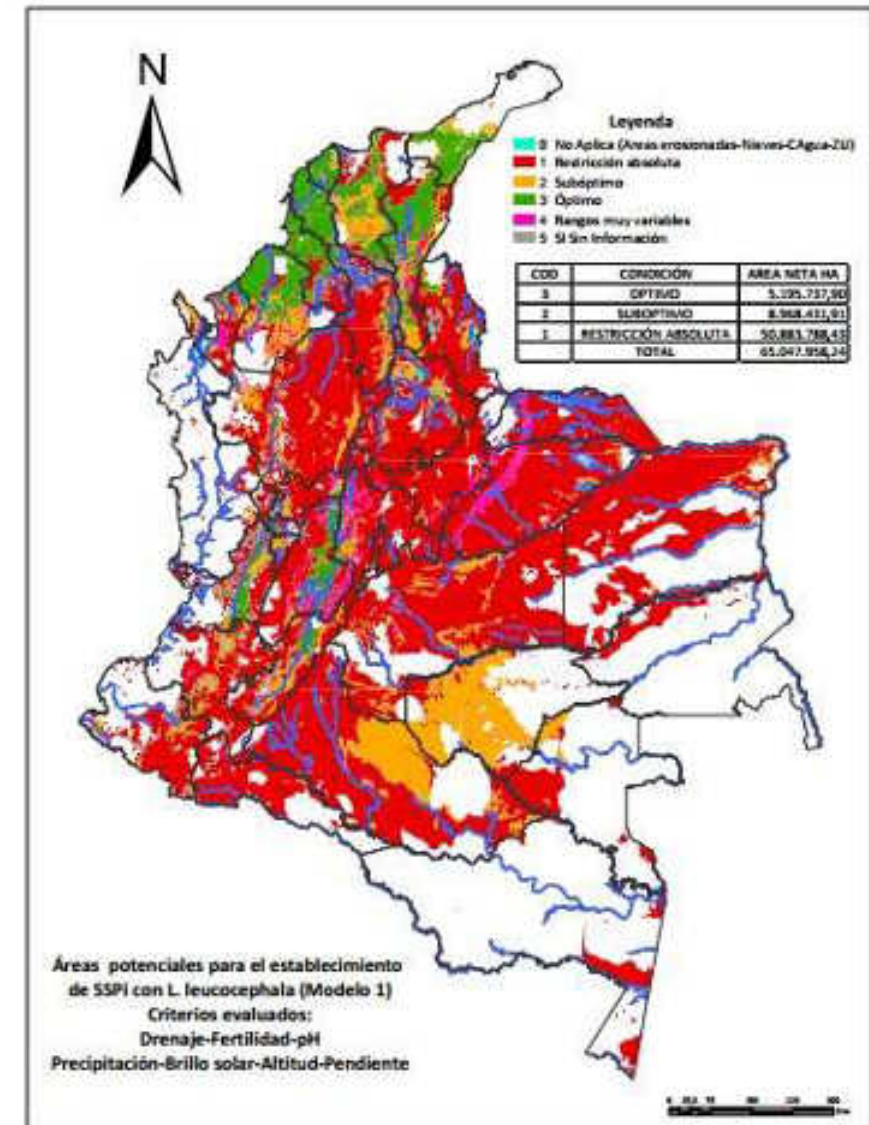 N
Leyenda
0 No Aplica (Areas erosionadas-Nieves-CAgua-ZU)
1 Restricción absoluta
2 Subóptimo
3 Óptimo
4 Rangos muy variables
5 SI Sin Información
COD CONDICIÓN AREA NETA HA
3 OPTIMO 5.195.737,90
2 SUBOPTIMO 8.968.431,91
1 RESTRICCIÓN ABSOLUTA 50.883.788,43
TOTAL 65.047.958,24
Áreas potenciales para el establecimiento
de SSPi con L. leucocephala (Modelo 1)
Criterios evaluados:
Drenaje-Fertilidad-pH
Precipitación-Brillo solar-Altitud-Pendiente